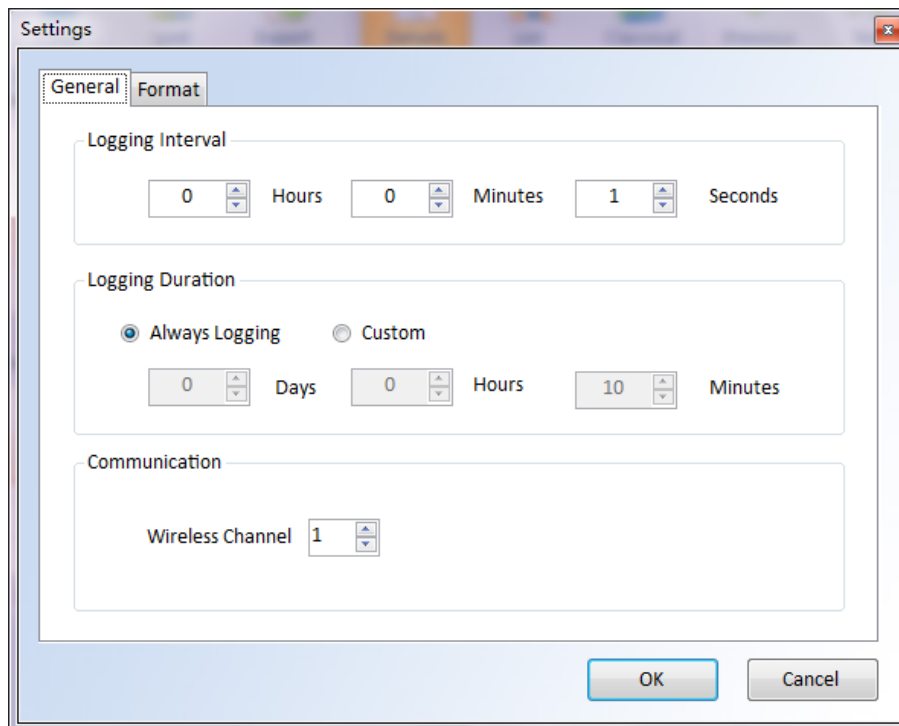 Settings
General Format
Logging Interval
0 Hours 0 Minutes 1 Seconds
Logging Duration
Always Logging Custom
0 Days 0 Hours 10 Minutes
Communication
Wireless Channel 1
OK Cancel